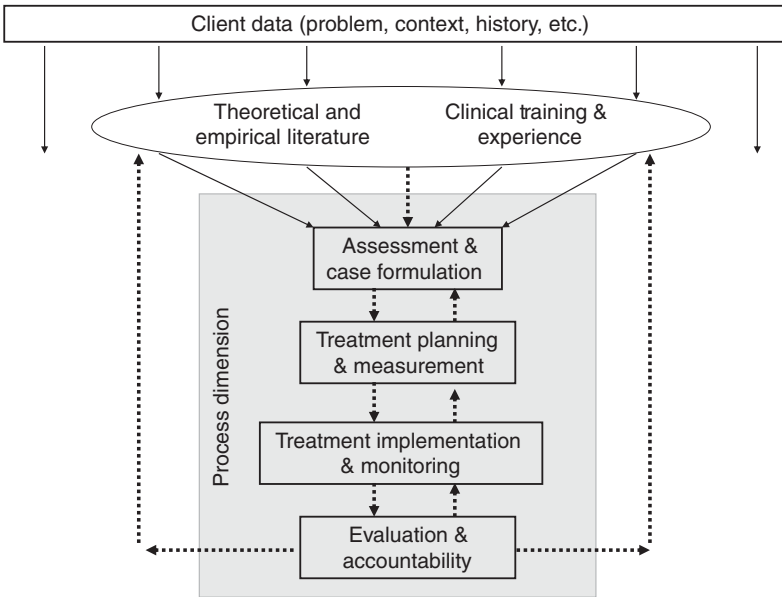 Client data (problem, context, history, etc.)
Theoretical and
empirical literature
Clinical training &
experience
Process dimension
Assessment &
case formulation
Treatment planning
& measurement
Treatment implementation
& monitoring
Evaluation &
accountability